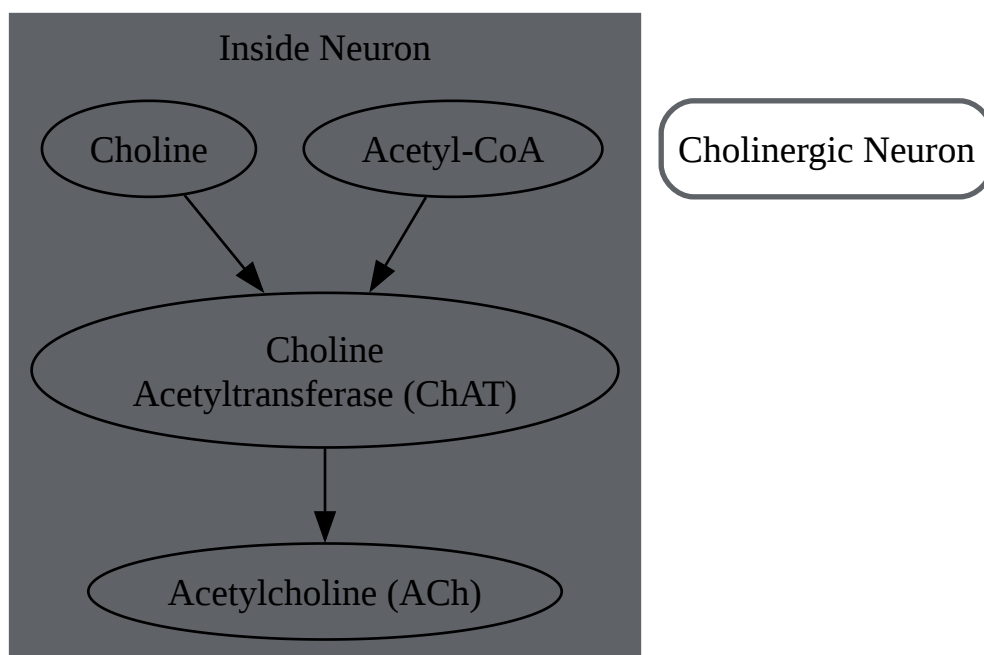 Inside Neuron
Choline
Acetyl-CoA
Cholinergic Neuron
Choline
Acetyltransferase (ChAT)
Acetylcholine (ACh)